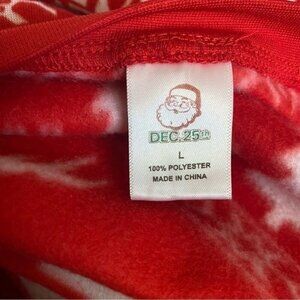 DEC. 25TH
L
100% POLYESTER
MADE IN CHINA